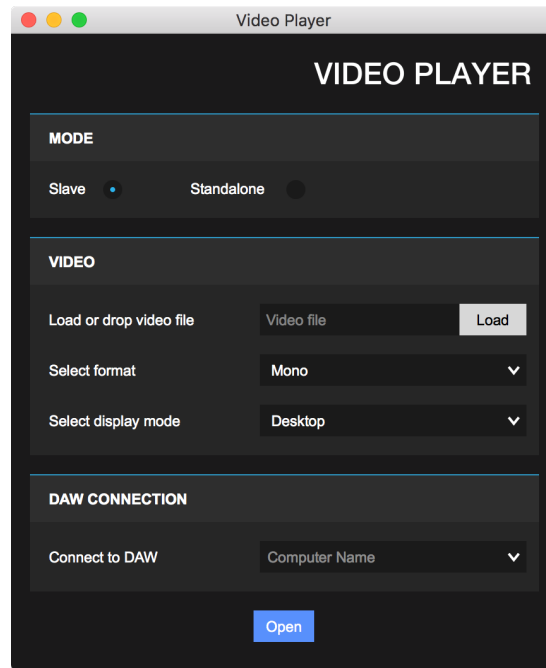 Video Player
VIDEO PLAYER
MODE
Slave Standalone
VIDEO
Load or drop video file Video file Load
Select format Mono
Select display mode Desktop
DAW CONNECTION
Connect to DAW Computer Name
Open